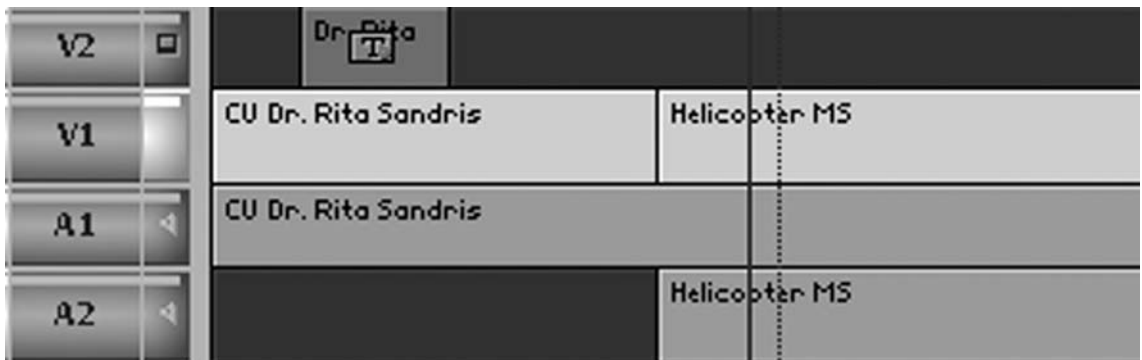 V2
Dr. Rita
T
V1
CU Dr. Rita Sandris
Helicopter MS
A1
CU Dr. Rita Sandris
A2
Helicopter MS